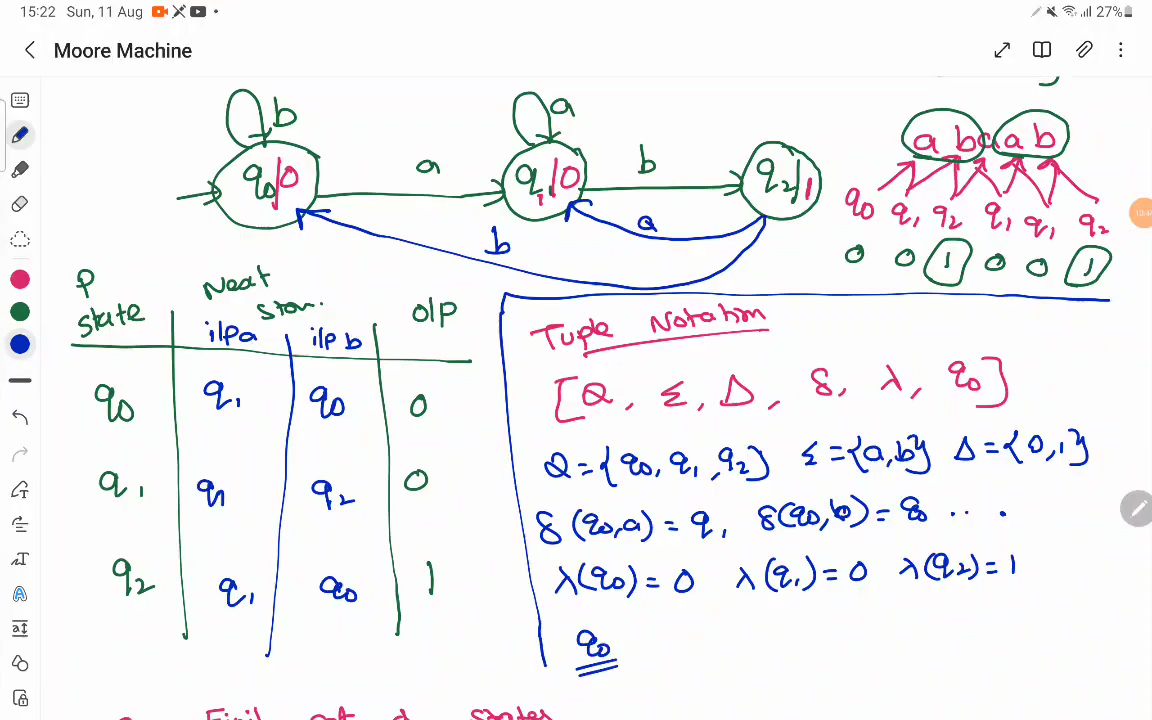 15:22 Sun, 11 Aug 27%
Moore Machine
b a
a b a a b
q0/0 a q1/0 b q2/1
q0 q1 q2 q1 q1 q2
b a
0 0 1 0 0 1
P state Next i/p a i/p b O/P
q0 q1 q0 0
q1 q1 q2 0
q2 q1 q0 1
Tuple Notation
[Q, Σ, Δ, δ, λ, q0]
Q = {q0, q1, q2} Σ = {a, b} Δ = {0, 1}
δ(q0, a) = q1 δ(q0, b) = q0 ...
λ(q0) = 0 λ(q1) = 0 λ(q2) = 1
q0